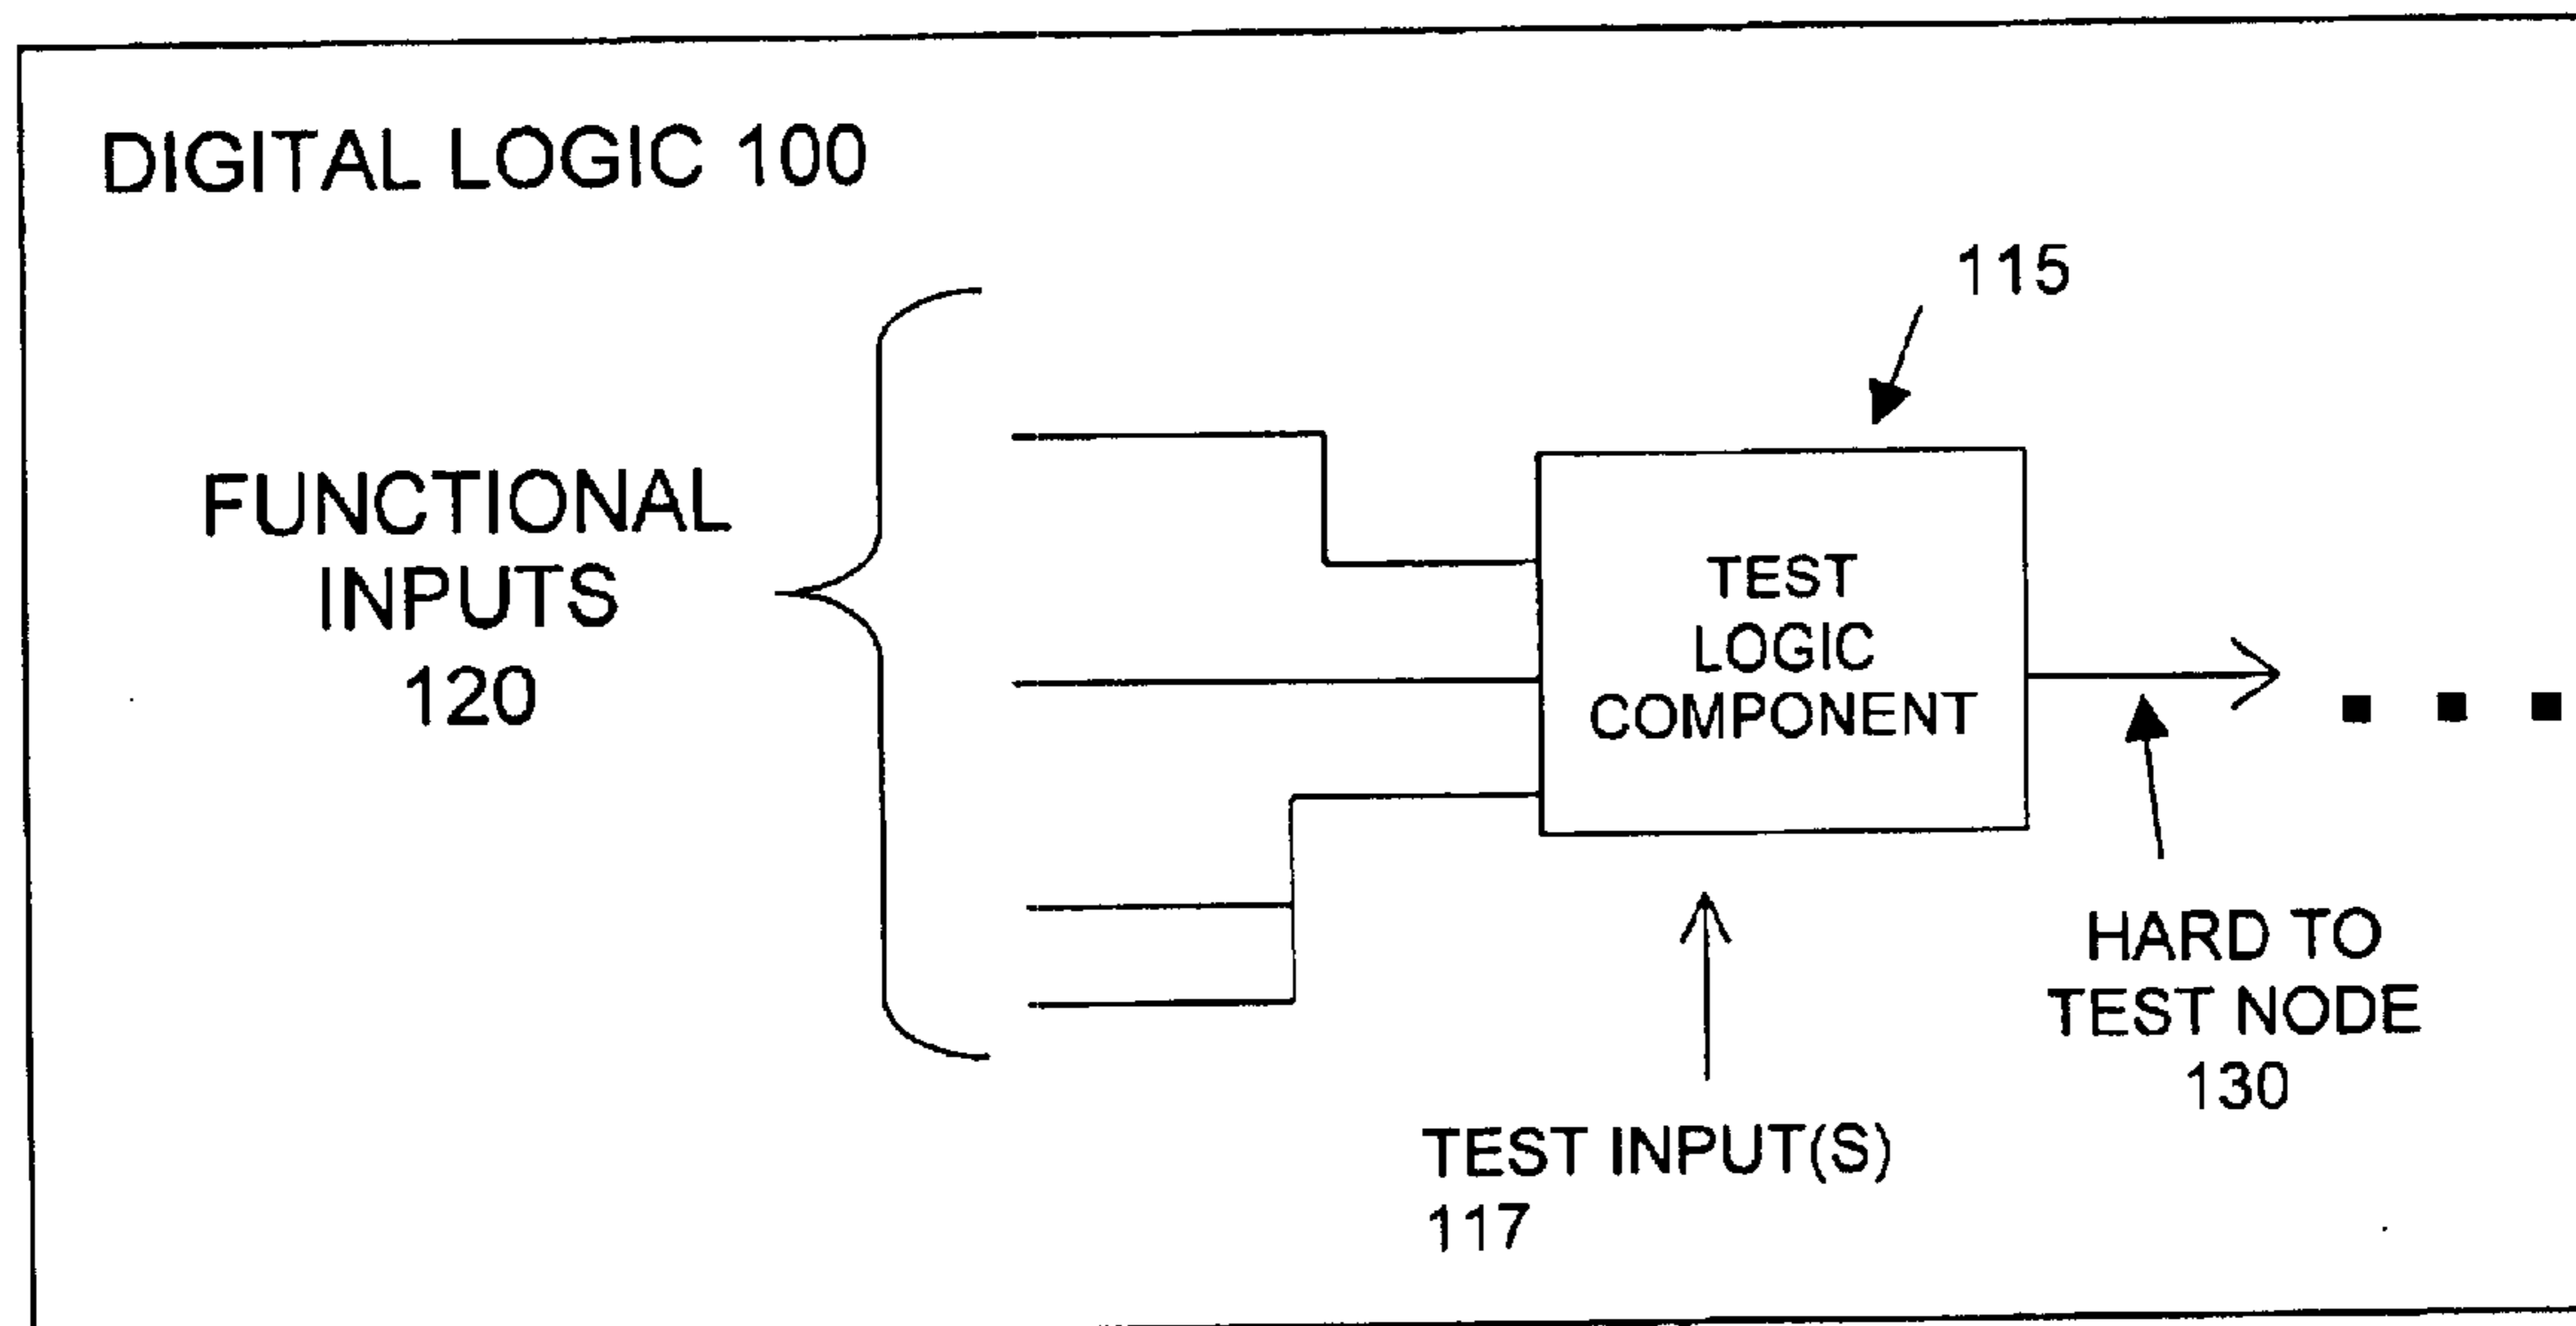 DIGITAL LOGIC 100
115
FUNCTIONAL
INPUTS
120
TEST
LOGIC
COMPONENT
HARD TO
TEST NODE
130
TEST INPUT(S)
117